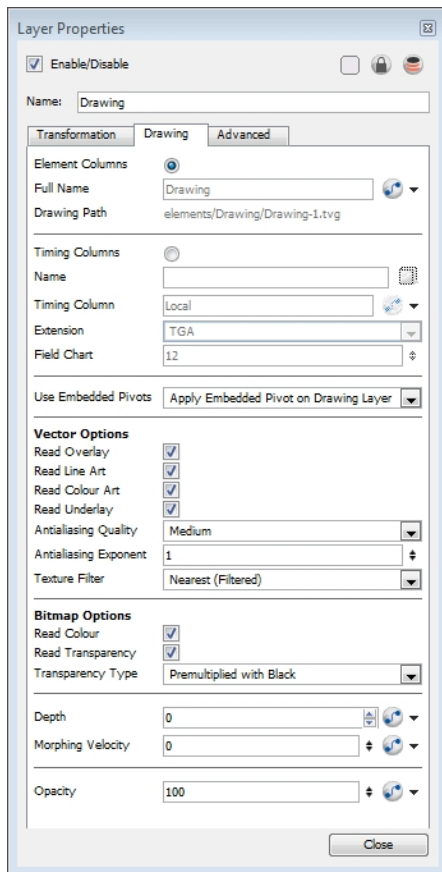 Layer Properties
Enable/Disable
Name: Drawing
Transformation Drawing Advanced
Element Columns
Full Name Drawing
Drawing Path elements/Drawing/Drawing-1.tvg
Timing Columns
Name
Timing Column Local
Extension TGA
Field Chart 12
Use Embedded Pivots Apply Embedded Pivot on Drawing Layer
Vector Options
Read Overlay
Read Line Art
Read Colour Art
Read Underlay
Antialiasing Quality Medium
Antialiasing Exponent 1
Texture Filter Nearest (Filtered)
Bitmap Options
Read Colour
Read Transparency
Transparency Type Premultiplied with Black
Depth 0
Morphing Velocity 0
Opacity 100
Close